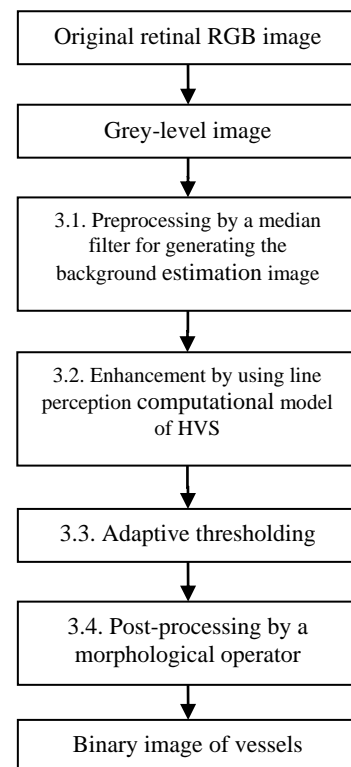 Original retinal RGB image
Grey-level image
3.1. Preprocessing by a median
filter for generating the
background estimation image
3.2. Enhancement by using line
perception computational model
of HVS
3.3. Adaptive thresholding
3.4. Post-processing by a
morphological operator
Binary image of vessels